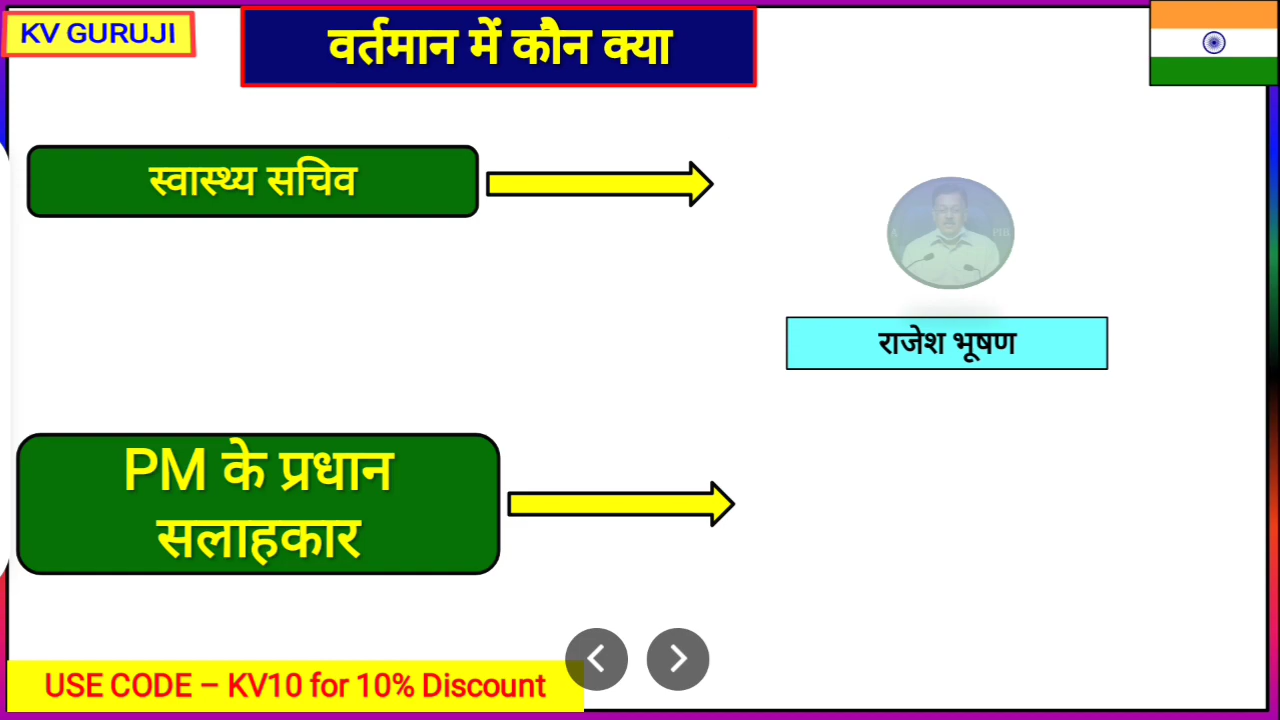 KV GURUJI
वर्तमान में कौन क्या
स्वास्थ्य सचिव
राजेश भूषण
PM के प्रधान
सलाहकार
USE CODE – KV10 for 10% Discount